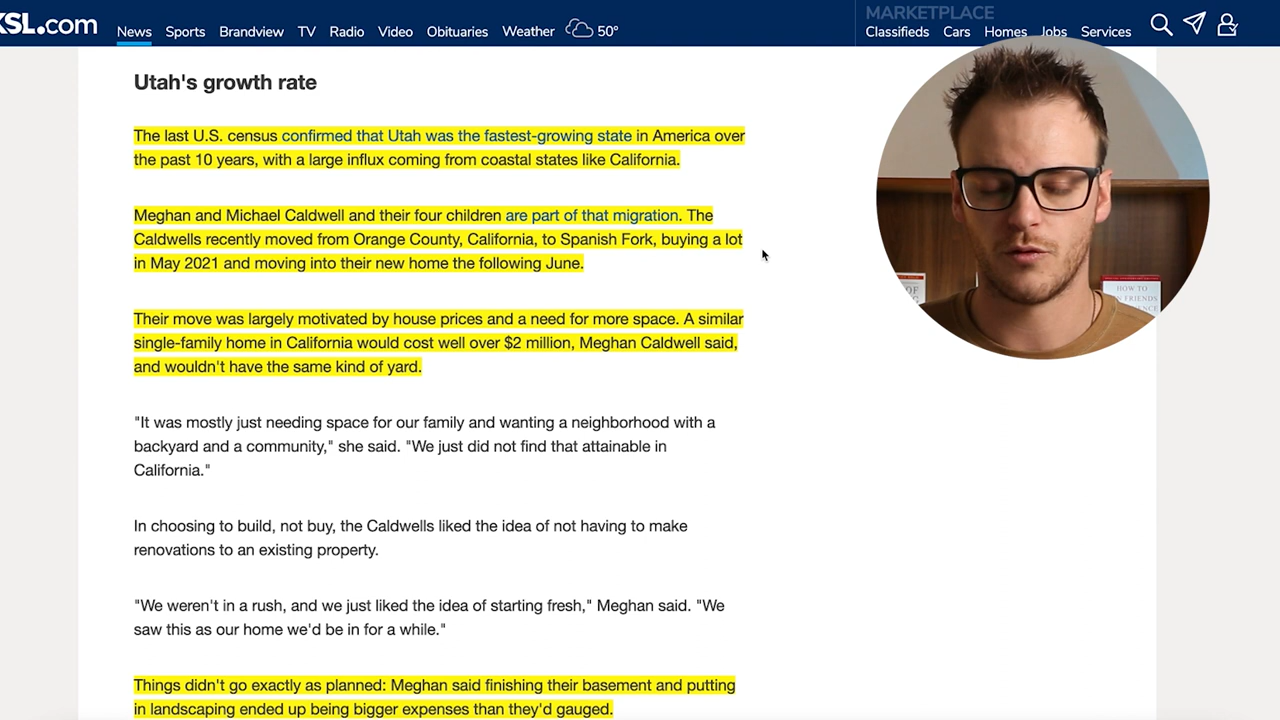 KSL.com
News Sports Brandview TV Radio Video Obituaries Weather 50°
MARKETPLACE
Classifieds Cars Homes Jobs Services
Utah's growth rate
The last U.S. census confirmed that Utah was the fastest-growing state in America over
the past 10 years, with a large influx coming from coastal states like California.
Meghan and Michael Caldwell and their four children are part of that migration. The
Caldwells recently moved from Orange County, California, to Spanish Fork, buying a lot
in May 2021 and moving into their new home the following June.
Their move was largely motivated by house prices and a need for more space. A similar
single-family home in California would cost well over $2 million, Meghan Caldwell said,
and wouldn't have the same kind of yard.
"It was mostly just needing space for our family and wanting a neighborhood with a
backyard and a community," she said. "We just did not find that attainable in
California."
In choosing to build, not buy, the Caldwells liked the idea of not having to make
renovations to an existing property.
"We weren't in a rush, and we just liked the idea of starting fresh," Meghan said. "We
saw this as our home we'd be in for a while."
Things didn't go exactly as planned: Meghan said finishing their basement and putting
in landscaping ended up being bigger expenses than they'd gauged.
OF
HOW TO
N FRIENDS
ENCE